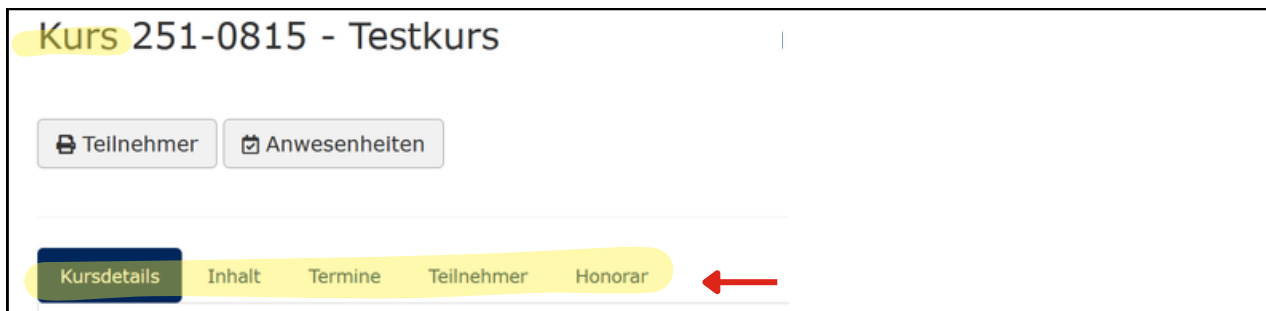 Kurs 251-0815 - Testkurs
Teilnehmer Anwesenheiten
Kursdetails Inhalt Termine Teilnehmer Honorar